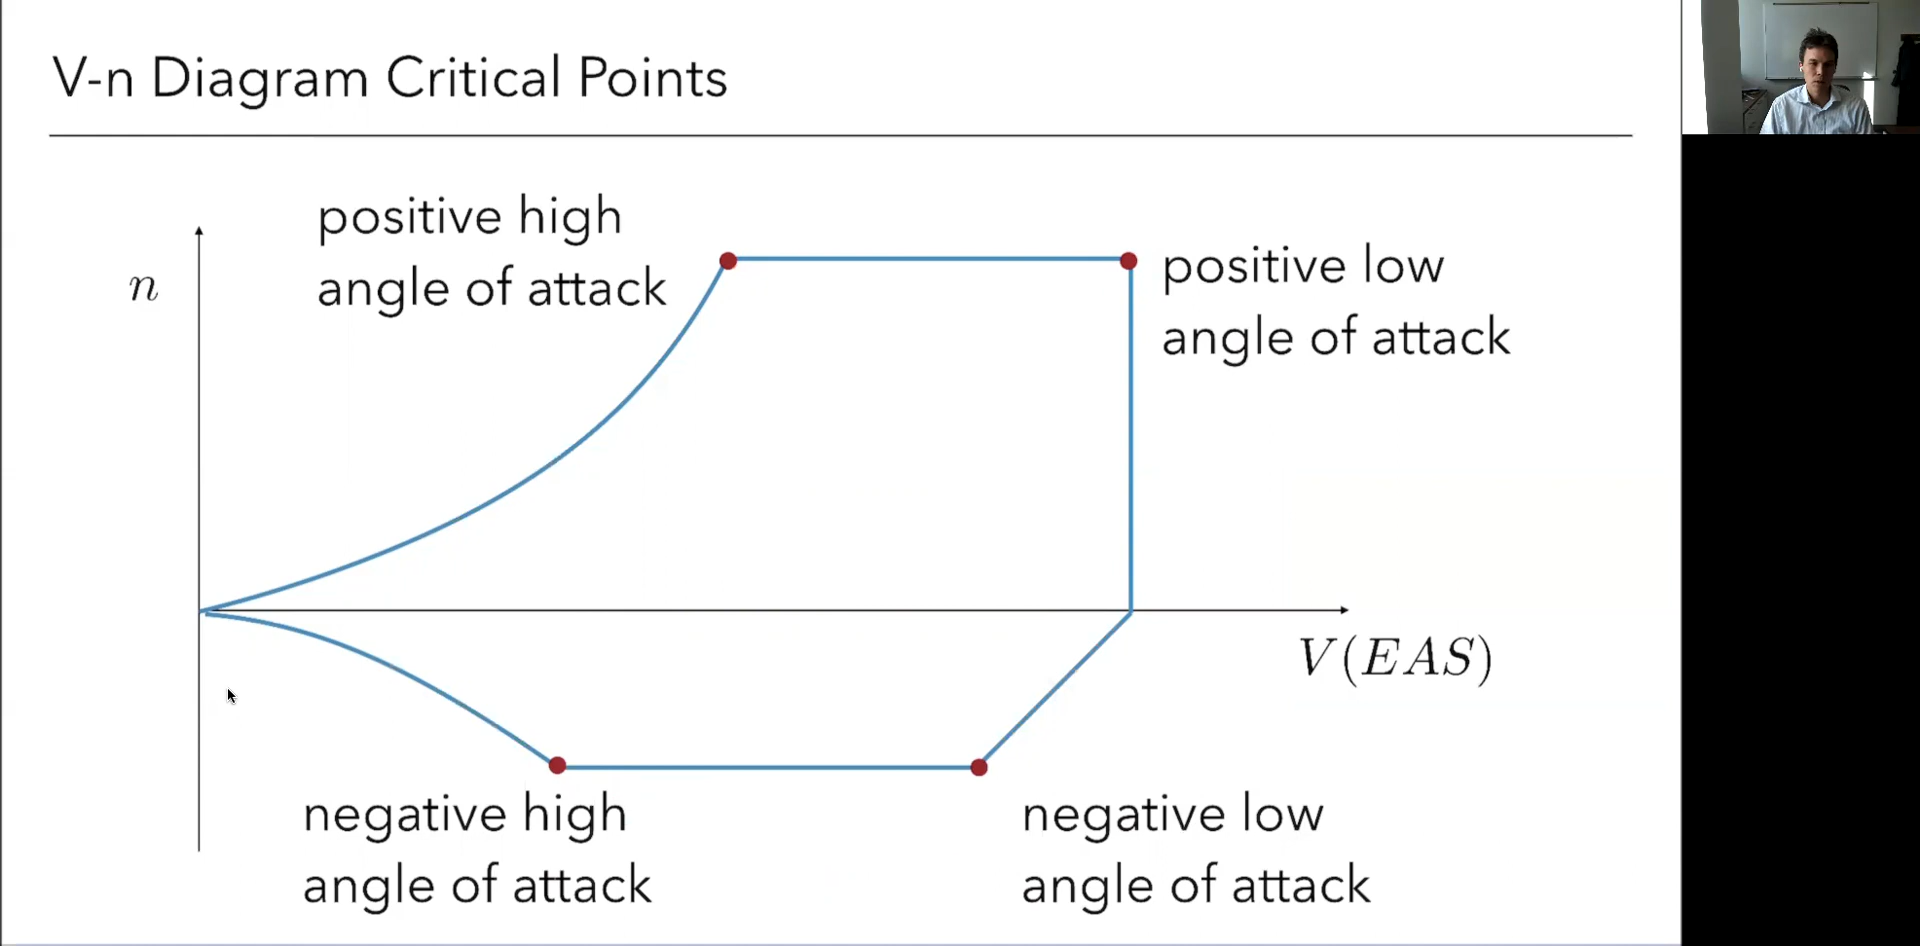 V-n Diagram Critical Points
positive high
angle of attack
n
positive low
angle of attack
V(EAS)
negative high
angle of attack
negative low
angle of attack